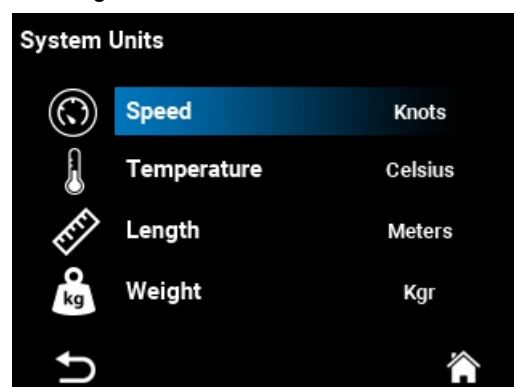 System Units
Speed Knots
Temperature Celsius
Length Meters
kg Weight Kgr